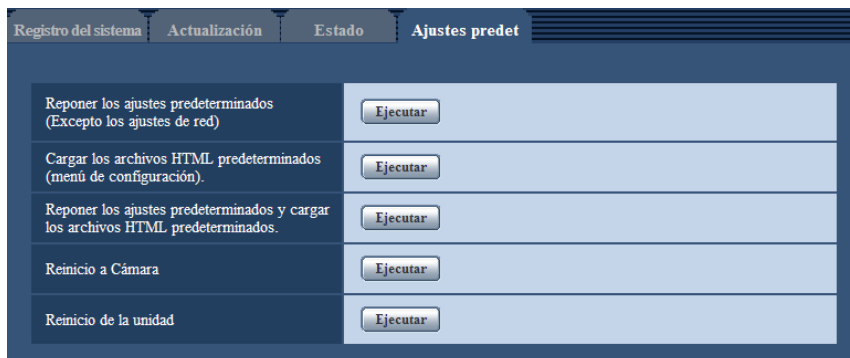 Registro del sistema Actualización Estado Ajustes predet
Reponer los ajustes predeterminados
(Excepto los ajustes de red)
Ejecutar
Cargar los archivos HTML predeterminados
(menú de configuración).
Ejecutar
Reponer los ajustes predeterminados y cargar
los archivos HTML predeterminados.
Ejecutar
Reinicio a Cámara
Ejecutar
Reinicio de la unidad
Ejecutar